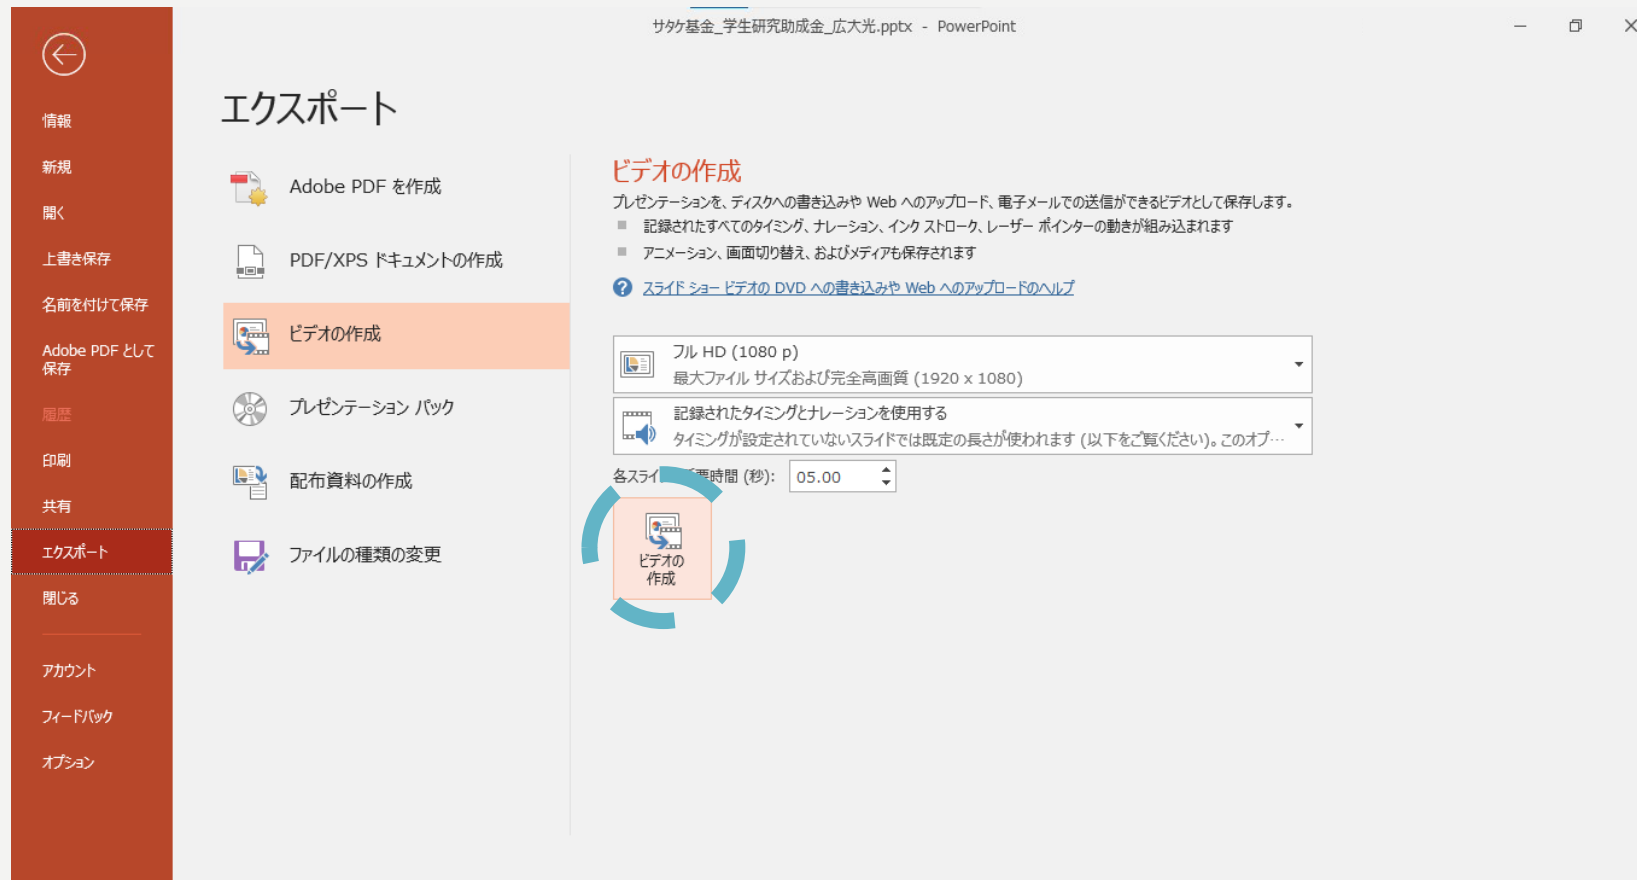 サタケ基金_学生研究助成金_広大光.pptx - PowerPoint
情報
新規
開く
上書き保存
名前を付けて保存
Adobe PDF として
保存
履歴
印刷
共有
エクスポート
閉じる
アカウント
フィードバック
オプション
エクスポート
Adobe PDF を作成
PDF/XPS ドキュメントの作成
ビデオの作成
プレゼンテーション パック
配布資料の作成
ファイルの種類の変更
ビデオの作成
プレゼンテーションを、ディスクへの書き込みや Web へのアップロード、電子メールでの送信ができるビデオとして保存します。
記録されたすべてのタイミング、ナレーション、インク ストローク、レーザー ポインターの動きが組み込まれます
アニメーション、画面切り替え、およびメディアも保存されます
スライド ショー ビデオの DVD への書き込みや Web へのアップロードのヘルプ
フル HD (1080 p)
最大ファイル サイズおよび完全高画質 (1920 x 1080)
記録されたタイミングとナレーションを使用する
タイミングが設定されていないスライドでは既定の長さが使われます (以下をご覧ください)。このオプ…
各スライ 要時間 (秒): 05.00
ビデオの
作成